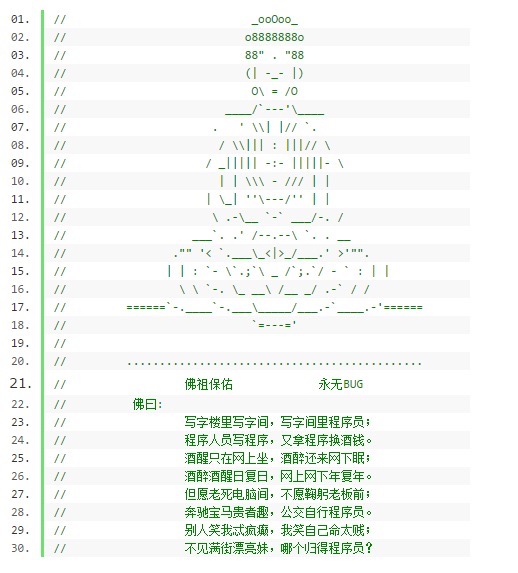 01. // _ooOoo_
02. // o8888888o
03. // 88" . "88
04. // (| -_- |)
05. // O\ = /O
06. // ____/`---'\____
07. // . ' \\| |// `.
08. // / \\||| : |||// \
09. // / _||||| -:- |||||- \
10. // | | \\\ - /// | |
11. // | \_| ''\---/'' | |
12. // \ .-\__ `-` ___/-. /
13. // ___`. .' /--.--\ `. . __
14. // ."" '< `.___\_<|>_/___.' >'"".
15. // | | : `- \`.;`\ _ /`;.`/ - ` : | |
16. // \ \ `-. \_ __\ /__ _/ .-` / /
17. // ======`-.____`-.___\_____/___.-`____.-'======
18. // `=---='
19. //
20. // .............................................
21. // 佛祖保佑 永无BUG
22. // 佛曰:
23. // 写字楼里写字间，写字间里程序员；
24. // 程序人员写程序，又拿程序换酒钱。
25. // 酒醒只在网上坐，酒醉还来网下眠；
26. // 酒醉酒醒日复日，网上网下年复年。
27. // 但愿老死电脑间，不愿鞠躬老板前；
28. // 奔驰宝马贵者趣，公交自行程序员。
29. // 别人笑我忒疯癫，我笑自己命太贱；
30. // 不见满街漂亮妹，哪个归得程序员？